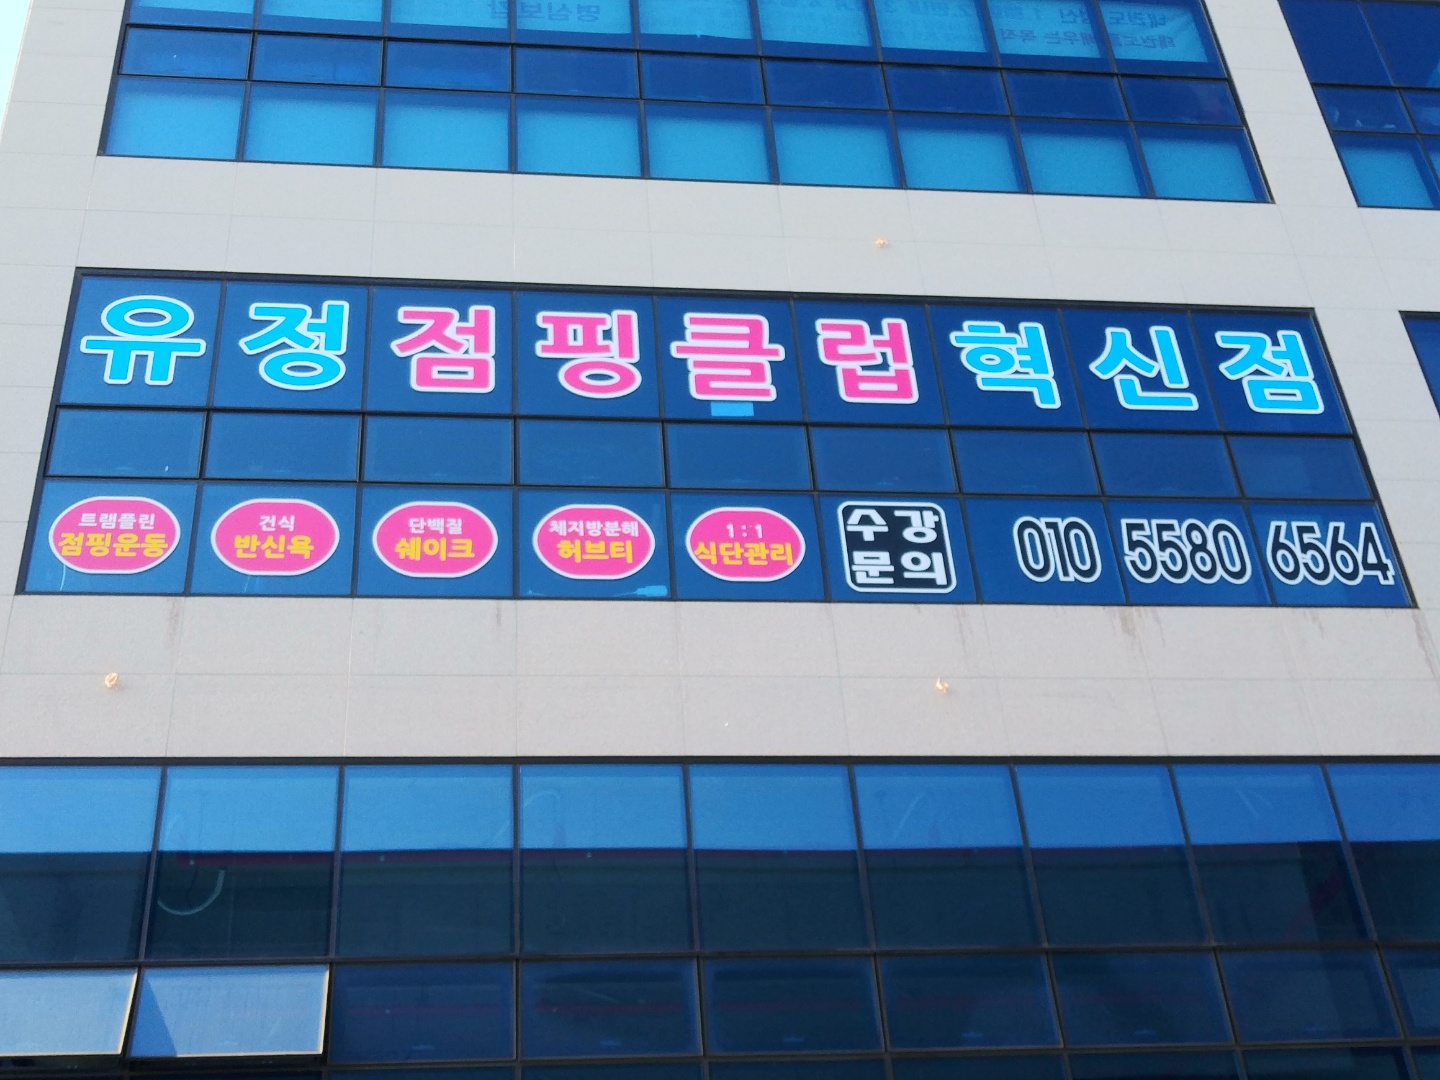 유정점핑클럽혁신점
트램플린
점핑운동
건식
반신욕
단백질
쉐이크
체지방분해
허브티
1:1
식단관리
수강
문의
010 5580 6564